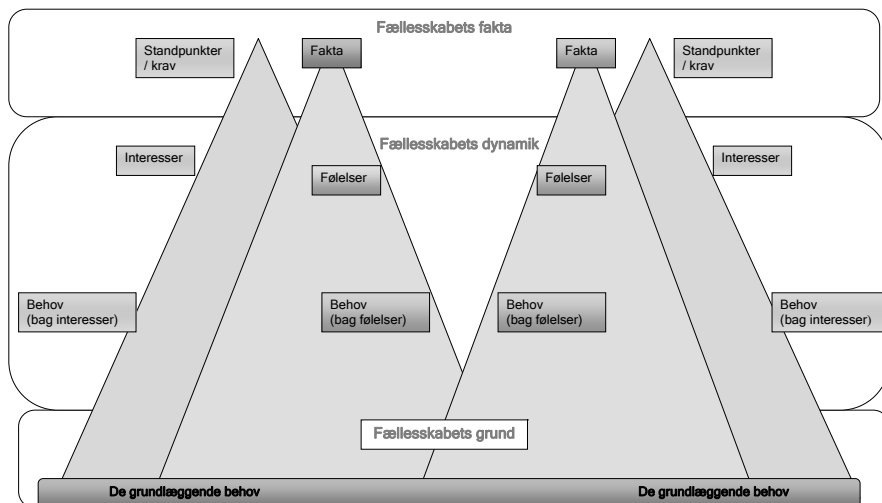 Fællesskabets fakta
Standpunkter
/ krav
Fakta
Fakta
Standpunkter
/ krav
Fællesskabets dynamik
Interesser
Interesser
Følelser
Følelser
Behov
(bag interesser)
Behov
(bag følelser)
Behov
(bag følelser)
Behov
(bag interesser)
Fællesskabets grund
De grundlæggende behov
De grundlæggende behov